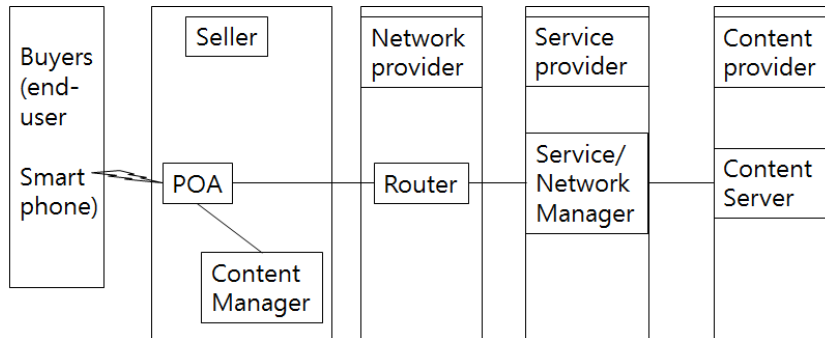 Buyers
(end-
user
Smart
phone)
Seller
POA
Content
Manager
Network
provider
Router
Service
provider
Service/
Network
Manager
Content
provider
Content
Server